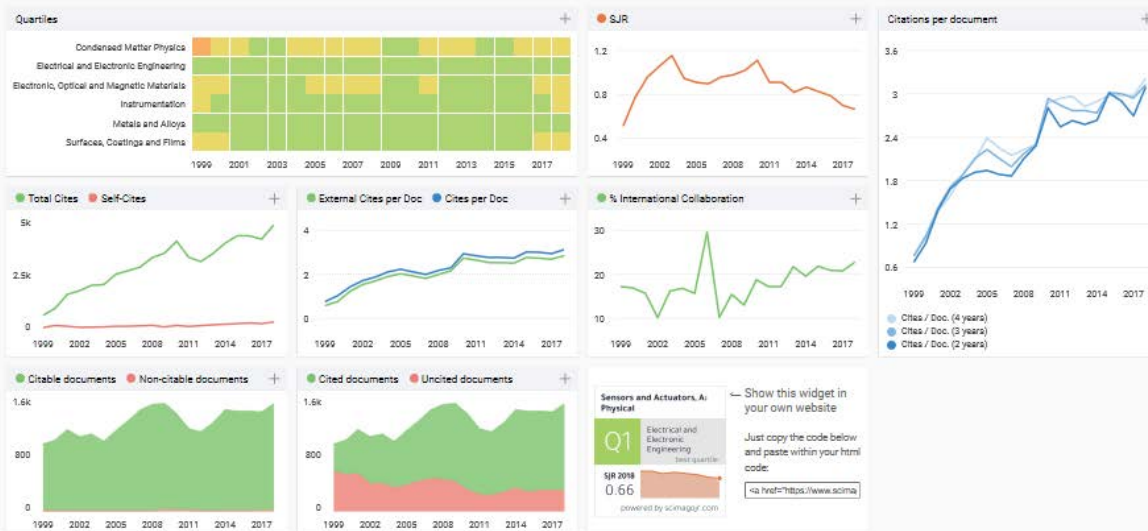 Quartiles
Condensed Matter Physics
Electrical and Electronic Engineering
Electronic, Optical and Magnetic Materials
Instrumentation
Metals and Alloys
Surfaces, Coatings and Films
1999 2001 2003 2005 2007 2009 2011 2013 2015 2017
SJR
1.2
0.8
0.4
1999 2002 2005 2008 2011 2014 2017
Citations per document
3.6
3
2.4
1.8
1.2
0.6
1999 2002 2005 2008 2011 2014 2017
Cites / Doc. (4 years)
Cites / Doc. (3 years)
Cites / Doc. (2 years)
Total Cites Self-Cites
5k
2.5k
0
1999 2002 2005 2008 2011 2014 2017
External Cites per Doc Cites per Doc
4
2
0
1999 2002 2005 2008 2011 2014 2017
% International Collaboration
30
20
10
1999 2002 2005 2008 2011 2014 2017
Citable documents Non-citable documents
1.6k
800
0
1999 2002 2005 2008 2011 2014 2017
Cited documents Uncited documents
1.6k
800
0
1999 2002 2005 2008 2011 2014 2017
Sensors and Actuators, A:
Physical
Q1
Electrical and
Electronic
Engineering
best quartile
SJR 2018
0.66
powered by scimagojr.com
Show this widget in
your own website
Just copy the code below
and paste within your html
code:
<a href="https://www.scimaj